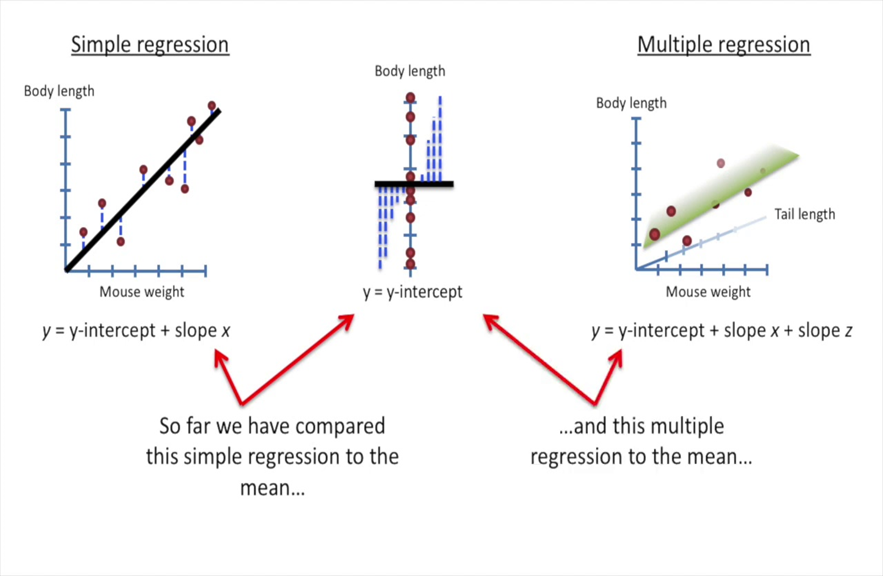 Simple regression
Body length
Mouse weight
y = y-intercept + slope x
Body length
y = y-intercept
Multiple regression
Body length
Tail length
Mouse weight
y = y-intercept + slope x + slope z
So far we have compared
this simple regression to the
mean…
…and this multiple
regression to the mean…